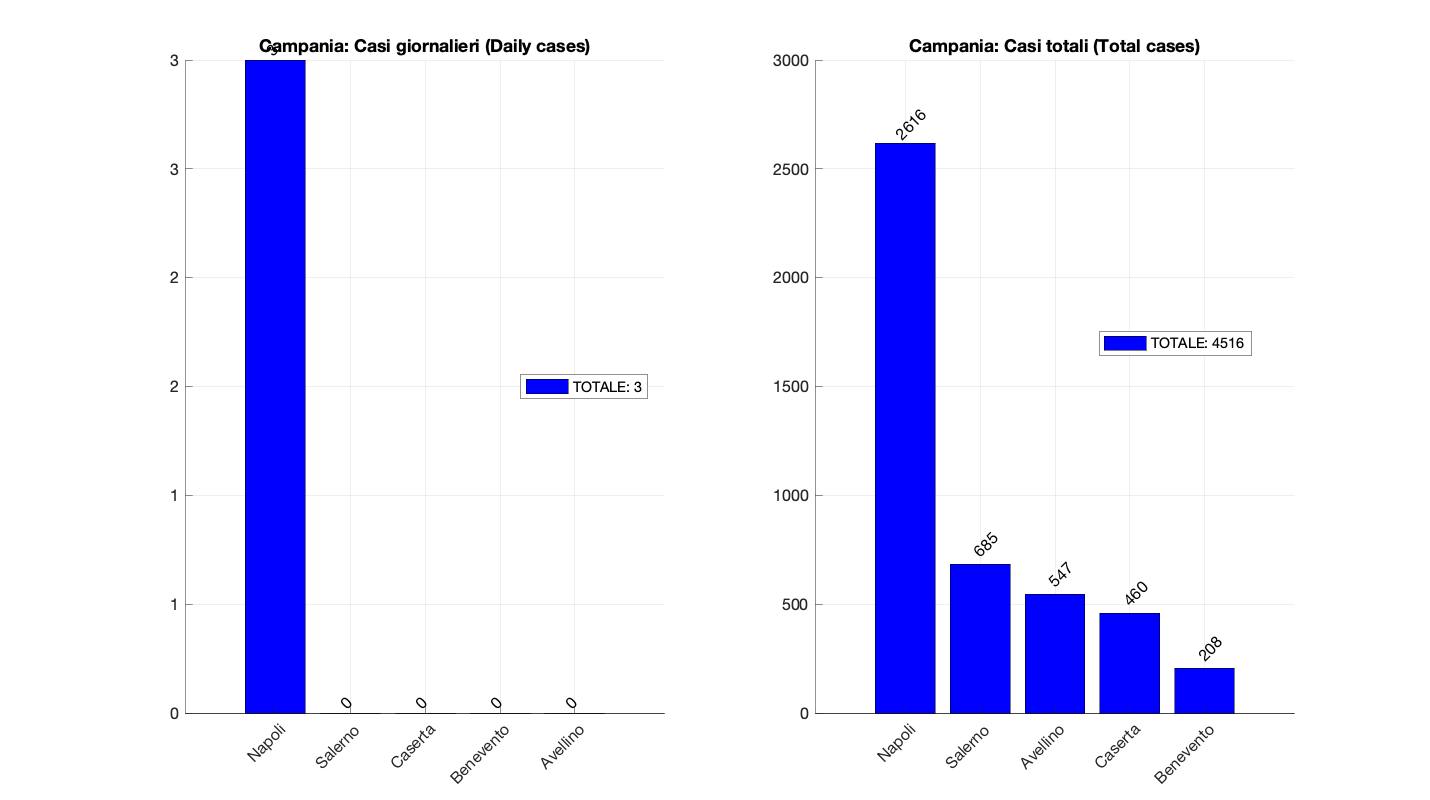 Campania: Casi giornalieri (Daily cases)
3
3
3
2
2
1
1
0
TOTALE: 3
0
0
0
0
Napoli
Salerno
Caserta
Benevento
Avellino
Campania: Casi totali (Total cases)
3000
2500
2000
1500
1000
500
0
2616
TOTALE: 4516
685
547
460
208
Napoli
Salerno
Avellino
Caserta
Benevento